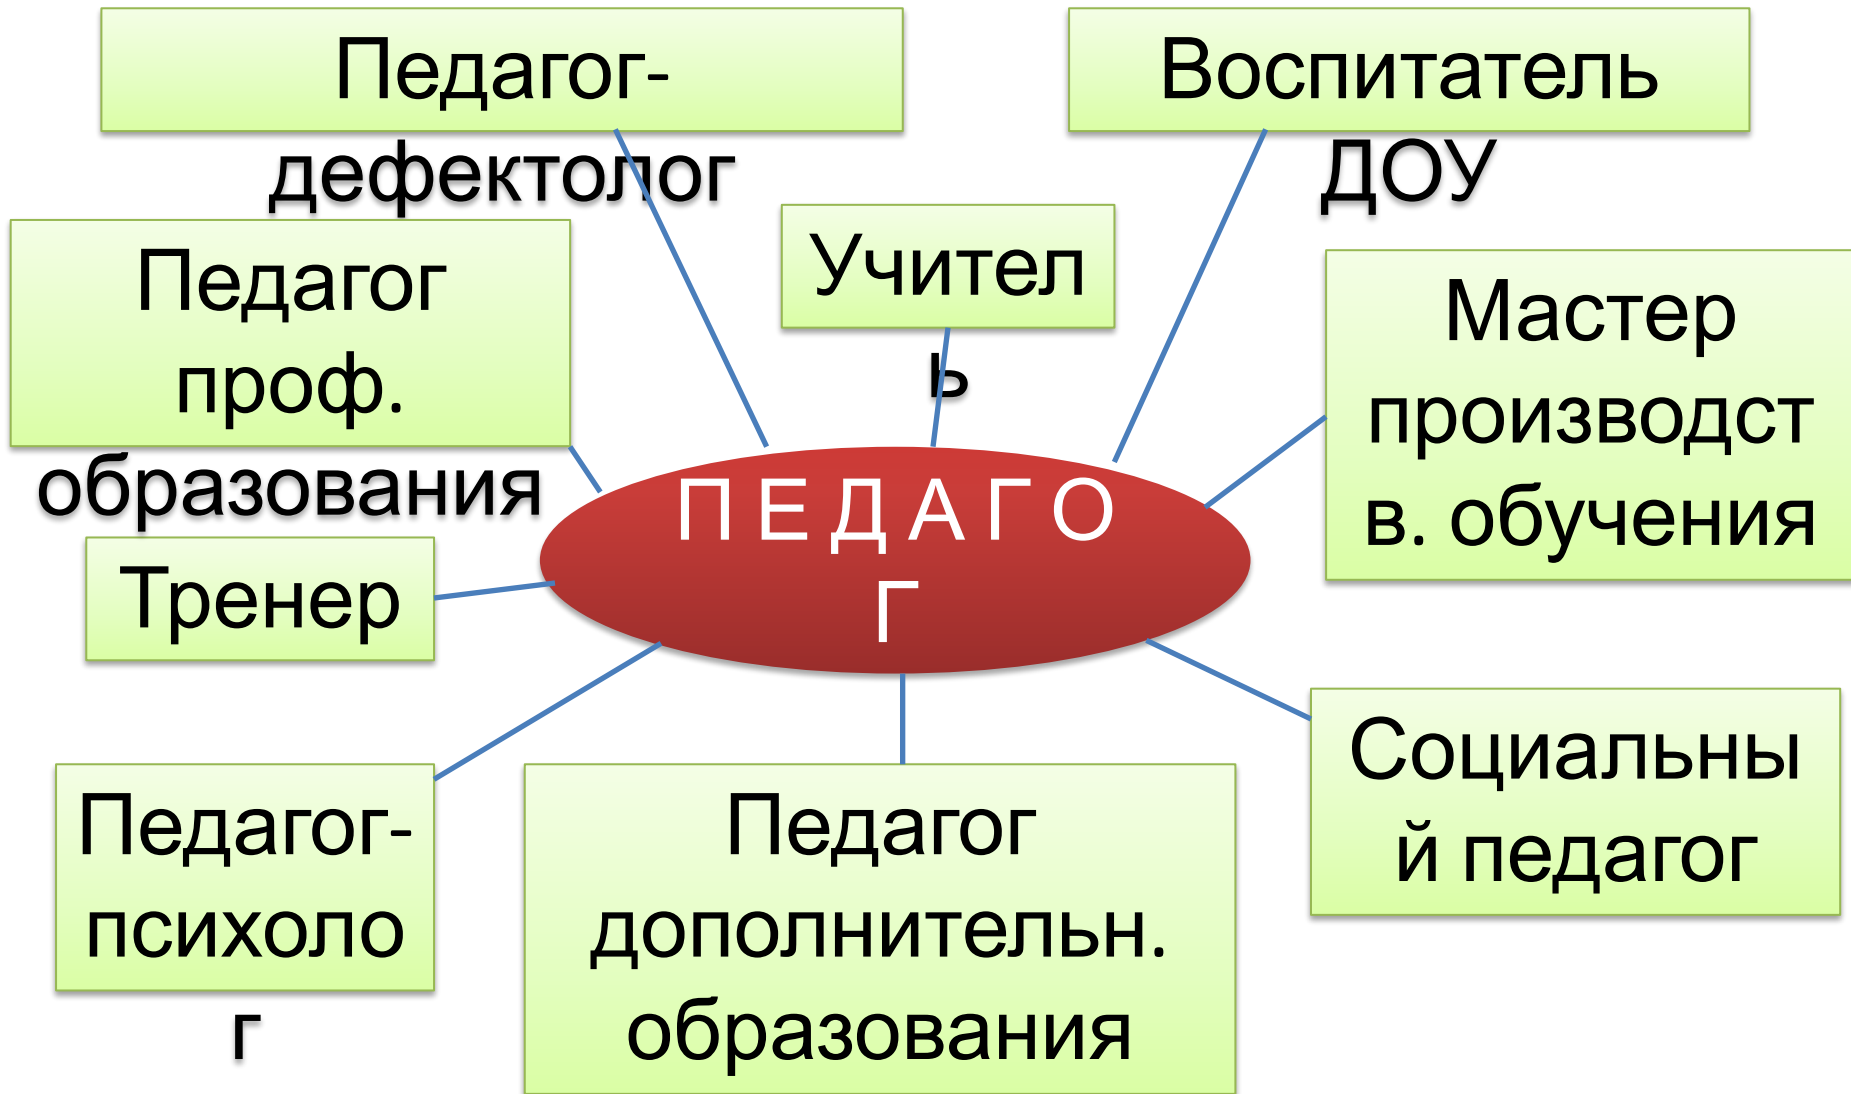 Педагог-
дефектолог
Воспитатель
ДОУ
Учител
ь
Педагог
проф.
образования
Мастер
производст
в. обучения
П Е Д А Г О
Г
Тренер
Социальны
й педагог
Педагог-
психоло
г
Педагог
дополнительн.
образования